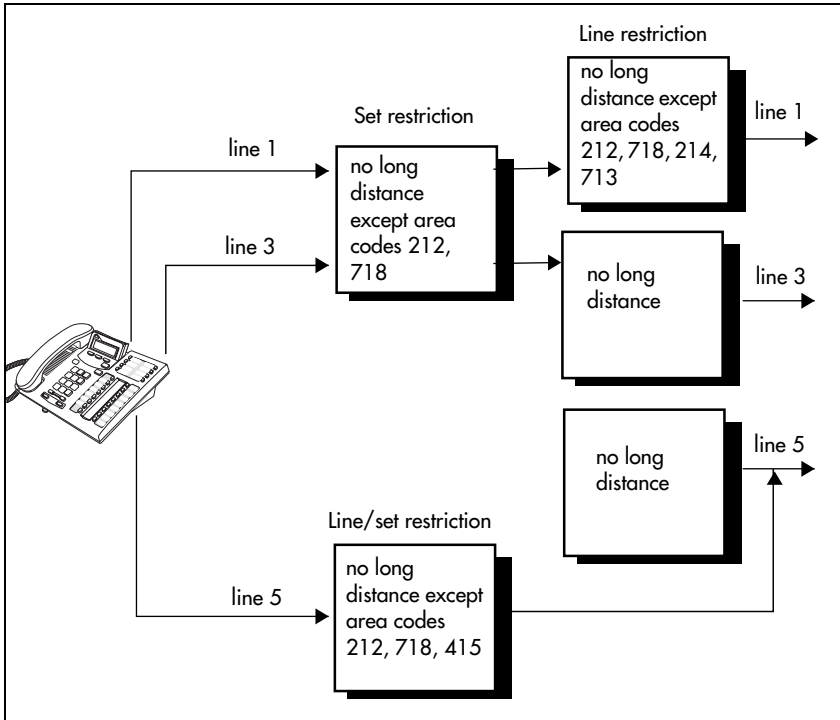 Line restriction
no long
distance except
area codes
212, 718, 214,
713
line 1
Set restriction
line 1
no long
distance
except area
codes 212,
718
line 3
no long
distance
line 3
no long
distance
line 5
Line/set restriction
no long
distance except
area codes
212, 718, 415
line 5